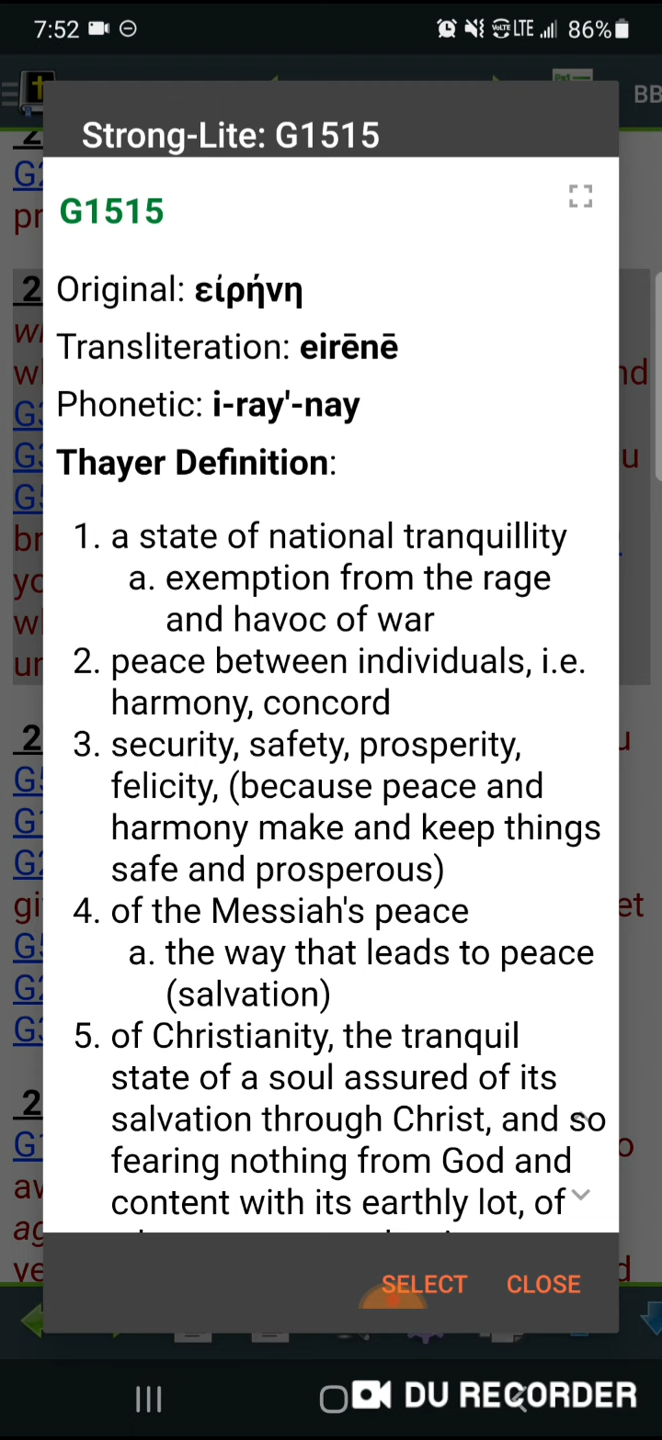 7:52
LTE
86%
BB
Strong-Lite: G1515
G1515
Original: είρήνη
Transliteration: eirēnē
Phonetic: i-ray'-nay
Thayer Definition:
1. a state of national tranquillity
a. exemption from the rage
and havoc of war
2. peace between individuals, i.e.
harmony, concord
3. security, safety, prosperity,
felicity, (because peace and
harmony make and keep things
safe and prosperous)
4. of the Messiah's peace
a. the way that leads to peace
(salvation)
5. of Christianity, the tranquil
state of a soul assured of its
salvation through Christ, and so
fearing nothing from God and
content with its earthly lot, of
SELECT CLOSE
DU RECORDER